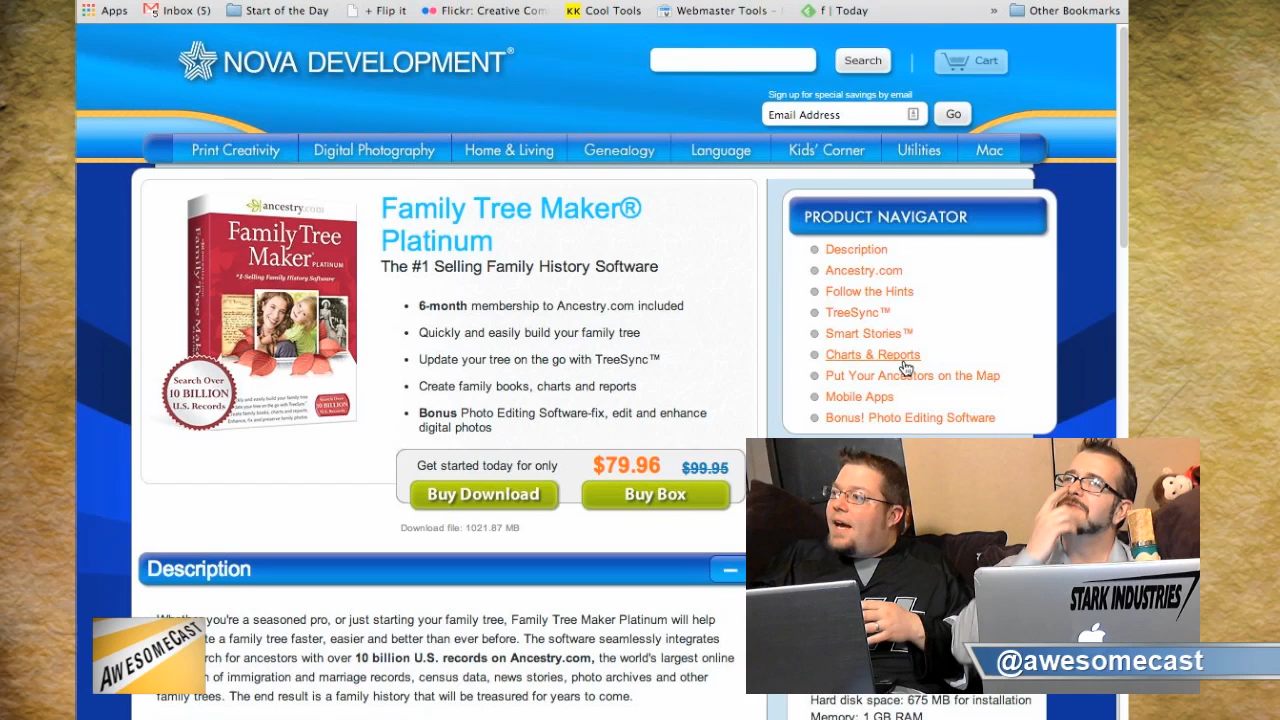 Apps Inbox (5) Start of the Day + Flip it Flickr: Creative Com Cool Tools Webmaster Tools - f | Today » Other Bookmarks
NOVA DEVELOPMENT®
Search | Cart
Sign up for special savings by email
Email Address Go
Print Creativity Digital Photography Home & Living Genealogy Language Kids' Corner Utilities Mac
ancestry.com
Family Tree
Maker PLATINUM
*1-Selling Family History Software*
Search Over
10 BILLION
U.S. Records
Family Tree Maker®
Platinum
The #1 Selling Family History Software
• 6-month membership to Ancestry.com included
• Quickly and easily build your family tree
• Update your tree on the go with TreeSync™
• Create family books, charts and reports
• Bonus Photo Editing Software-fix, edit and enhance
digital photos
Get started today for only $79.96 $99.95
Buy Download Buy Box
Download file: 1021.87 MB
PRODUCT NAVIGATOR
Description
Ancestry.com
Follow the Hints
TreeSync™
Smart Stories™
Charts & Reports
Put Your Ancestors on the Map
Mobile Apps
Bonus! Photo Editing Software
Description
you're a seasoned pro, or just starting your family tree, Family Tree Maker Platinum will help
a family tree faster, easier and better than ever before. The software seamlessly integrates
for ancestors with over 10 billion U.S. records on Ancestry.com, the world's largest online
of immigration and marriage records, census data, news stories, photo archives and other
family trees. The end result is a family history that will be treasured for years to come.
AWESOMECAST
STARK INDUSTRIES
@awesomecast
Hard disk space: 675 MB for installation
Memory: 1 GB RAM